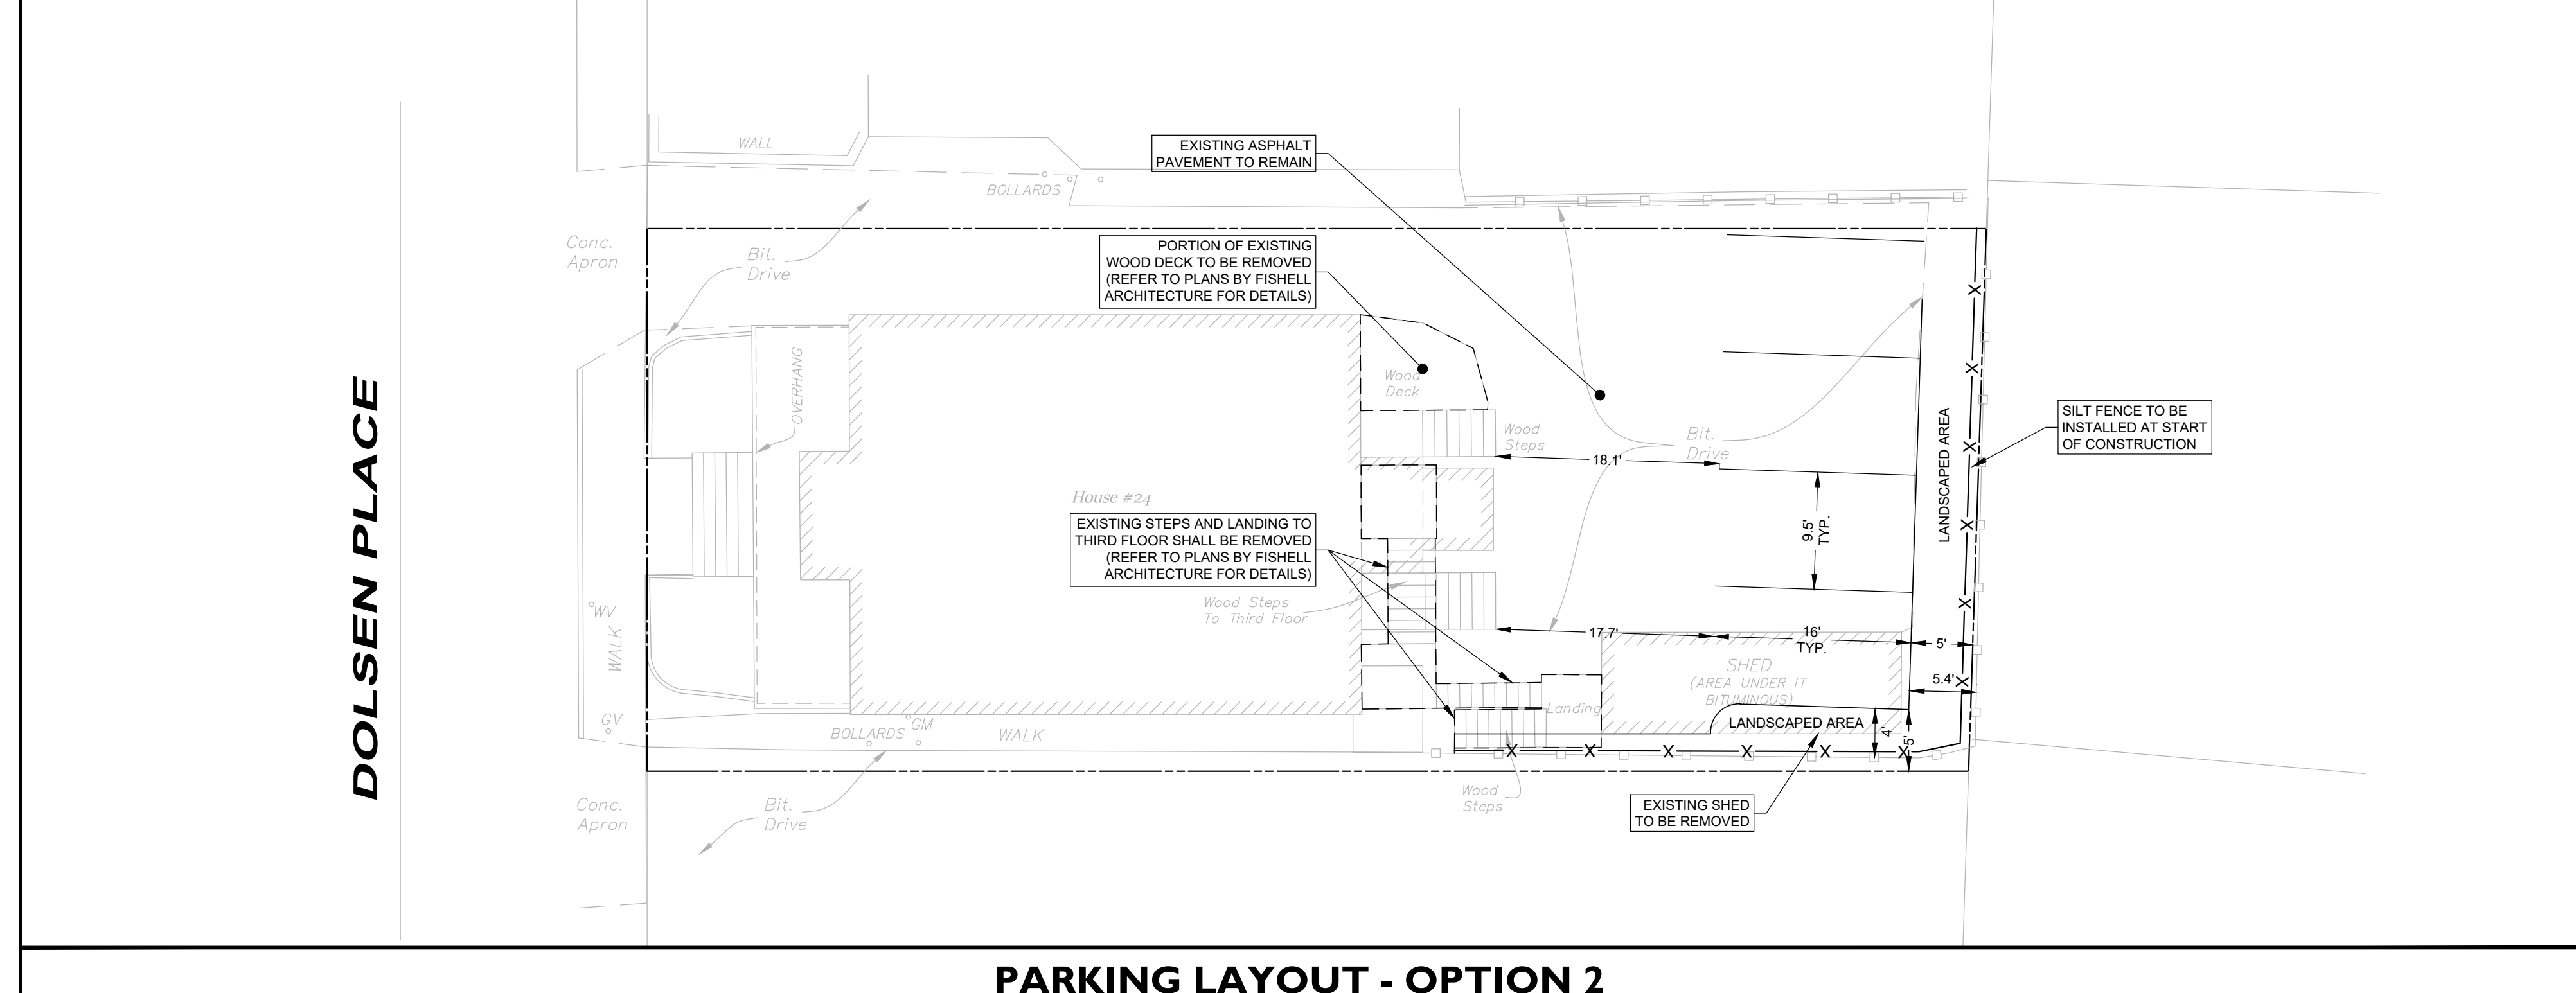 WALL
EXISTING ASPHALT
PAVEMENT TO REMAIN
BOLLARDS
Conc.
Apron
Bit.
Drive
PORTION OF EXISTING
WOOD DECK TO BE REMOVED
(REFER TO PLANS BY FISHELL
ARCHITECTURE FOR DETAILS)
OVERHANG
Wood
Deck
Wood
Steps
Bit.
Drive
18.1'
LANDSCAPED AREA
SILT FENCE TO BE
INSTALLED AT START
OF CONSTRUCTION
DOLSEN PLACE
House #24
EXISTING STEPS AND LANDING TO
THIRD FLOOR SHALL BE REMOVED
(REFER TO PLANS BY FISHELL
ARCHITECTURE FOR DETAILS)
9.5'
TYP.
Wood Steps
To Third Floor
WV
WALK
17.7'
16'
TYP.
5'
SHED
(AREA UNDER IT
BITUMINOUS)
5.4'
Landing
LANDSCAPED AREA
4'
5'
GV
GM
BOLLARDS
WALK
Wood
Steps
Conc.
Apron
Bit.
Drive
EXISTING SHED
TO BE REMOVED
X
X
X
X
X
X
X
X
X
X
X
X
PARKING LAYOUT - OPTION 2